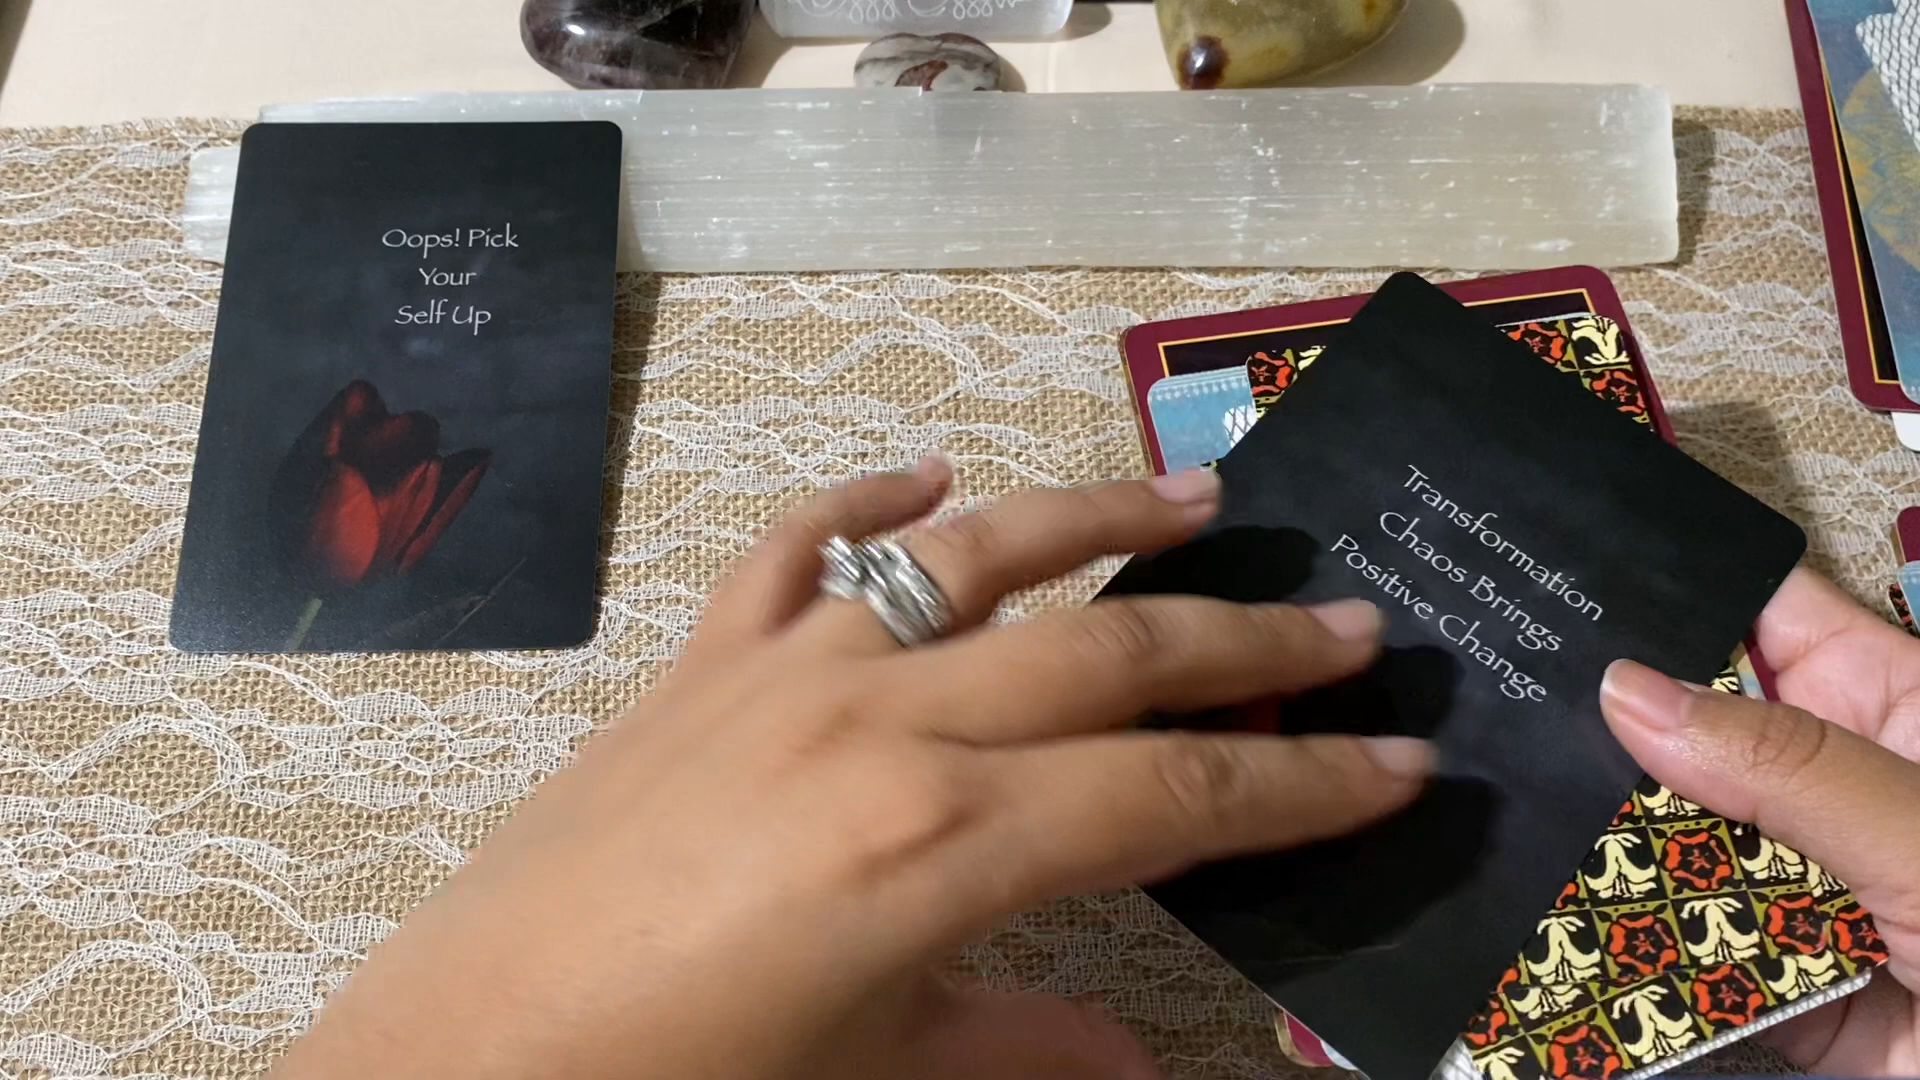 Oops! Pick
Your
Self Up
Transformation
Chaos Brings
Positive Change